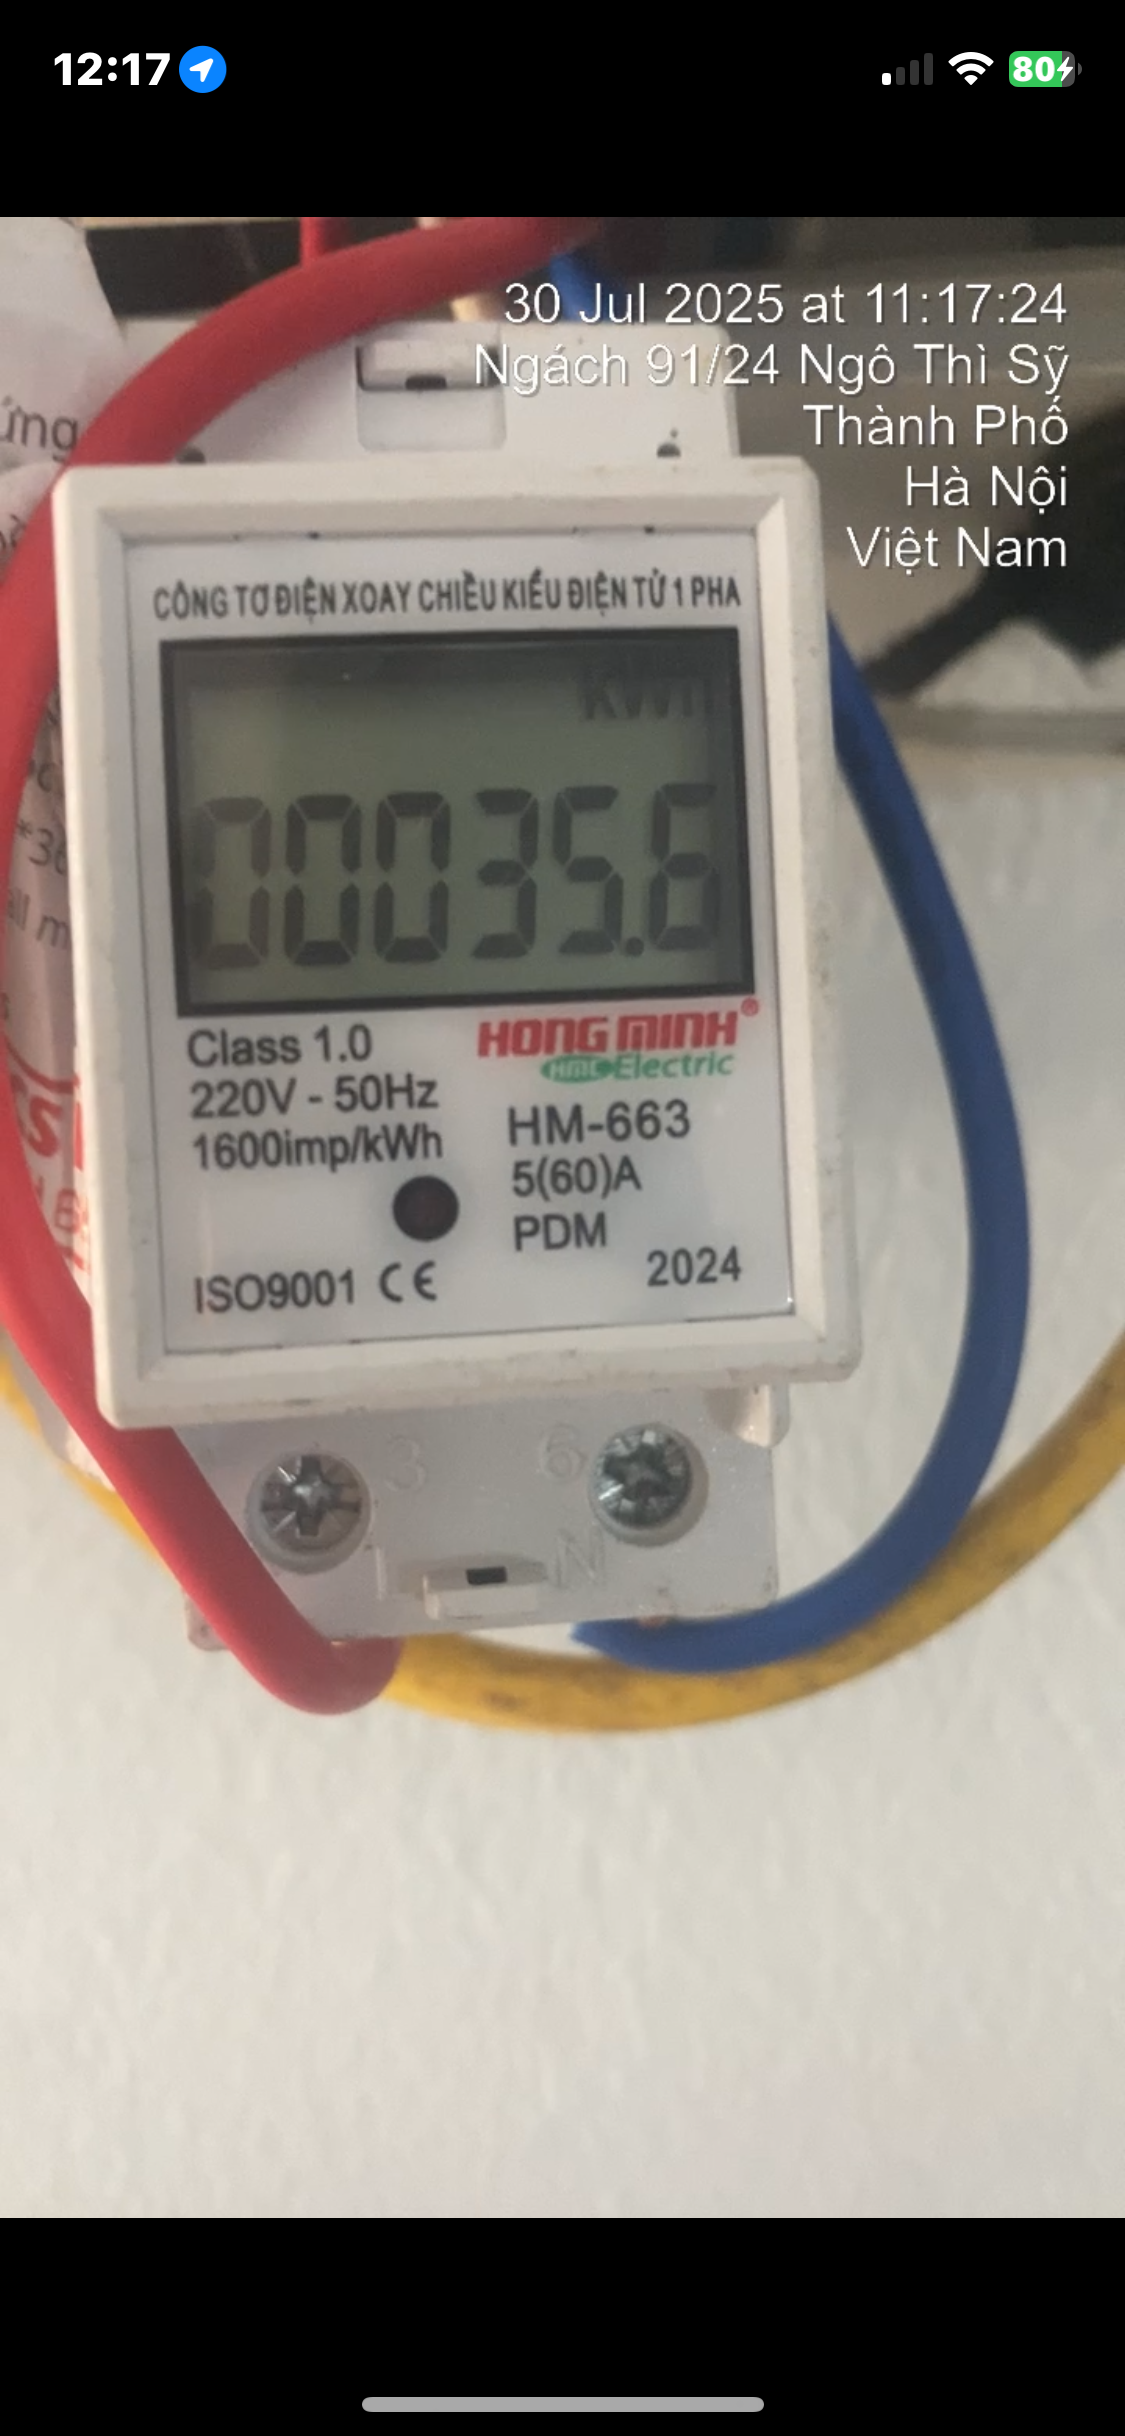 12:17
80
30 Jul 2025 at 11:17:24
Ngách 91/24 Ngô Thì Sỹ
Thành Phố
Hà Nội
Việt Nam
ứng
CÔNG TƠ ĐIỆN XOAY CHIỀU KIỂU ĐIỆN TỬ 1 PHA
kWh
00035.6
Class 1.0
220V - 50Hz
1600imp/kWh
HONG MINH®
HMC Electric
HM-663
5(60)A
PDM
2024
ISO9001 CE
3 6
N